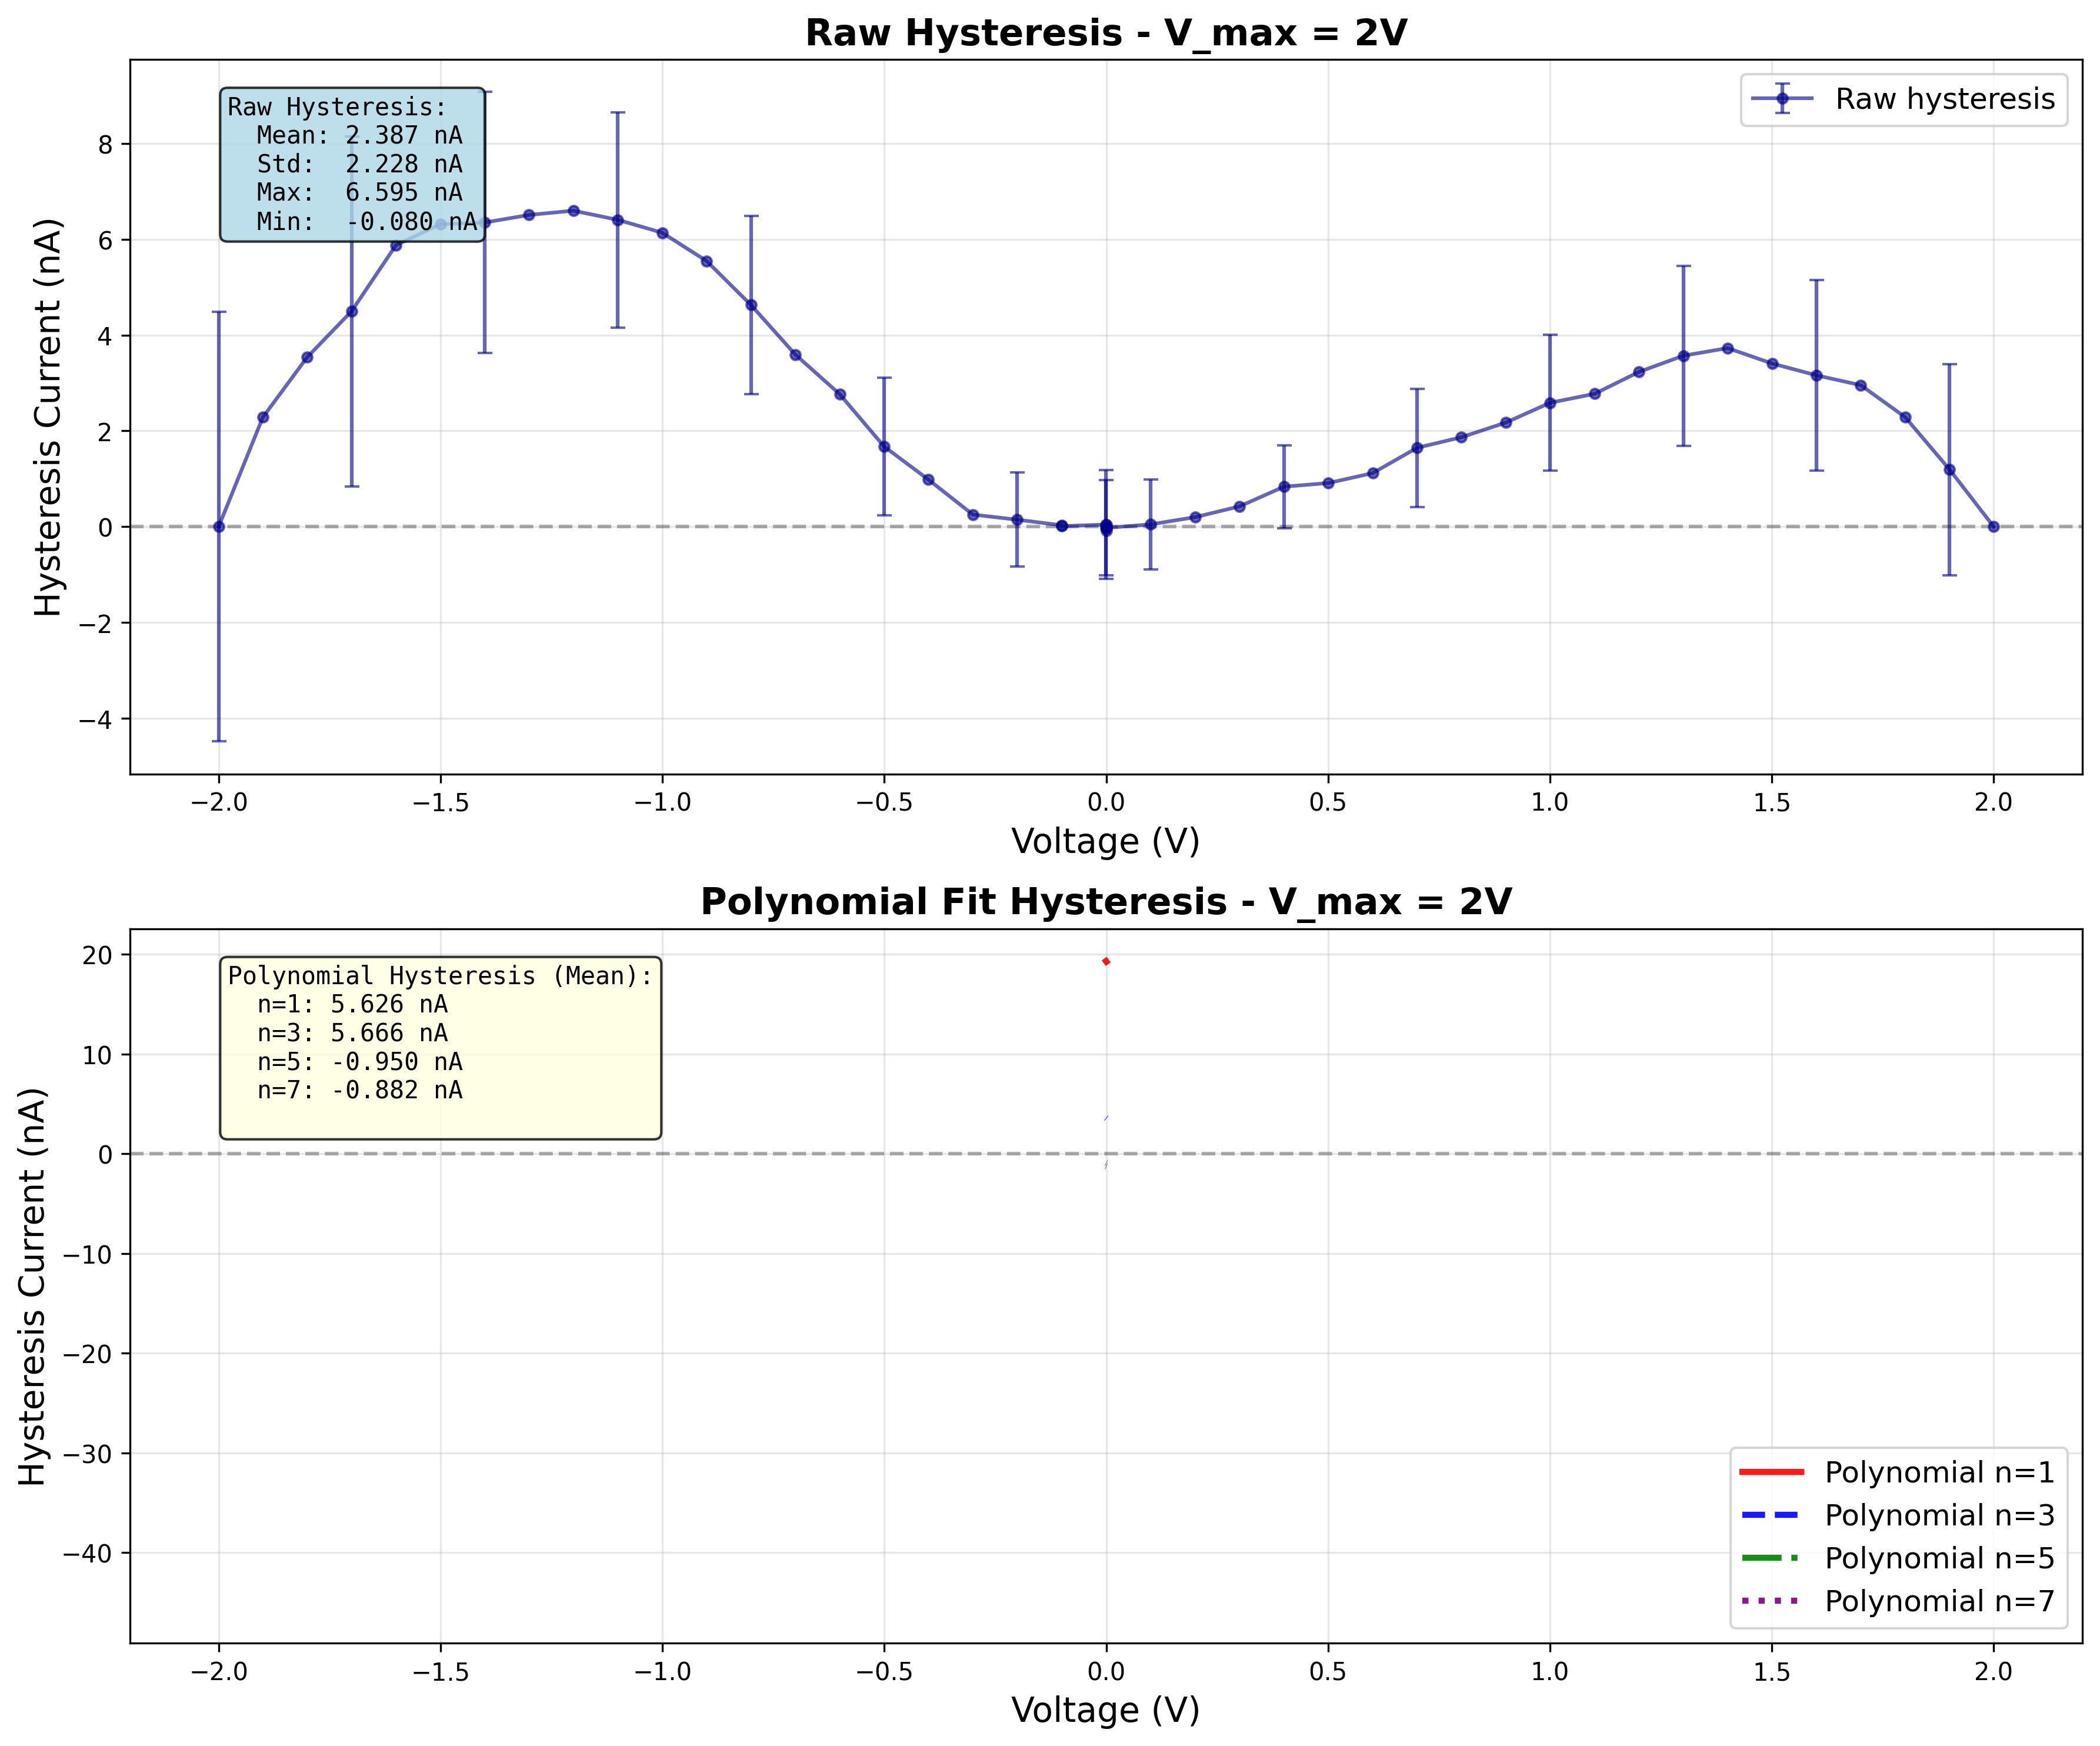 Raw Hysteresis - V_max = 2V
Raw Hysteresis:
Mean: 2.387 nA
Std: 2.228 nA
Max: 6.595 nA
Min: -0.080 nA
Raw hysteresis
Hysteresis Current (nA)
8
6
4
2
0
−2
−4
−2.0 −1.5 −1.0 −0.5 0.0 0.5 1.0 1.5 2.0
Voltage (V)
Polynomial Fit Hysteresis - V_max = 2V
Polynomial Hysteresis (Mean):
n=1: 5.626 nA
n=3: 5.666 nA
n=5: -0.950 nA
n=7: -0.882 nA
Hysteresis Current (nA)
20
10
0
−10
−20
−30
−40
Polynomial n=1
Polynomial n=3
Polynomial n=5
Polynomial n=7
−2.0 −1.5 −1.0 −0.5 0.0 0.5 1.0 1.5 2.0
Voltage (V)